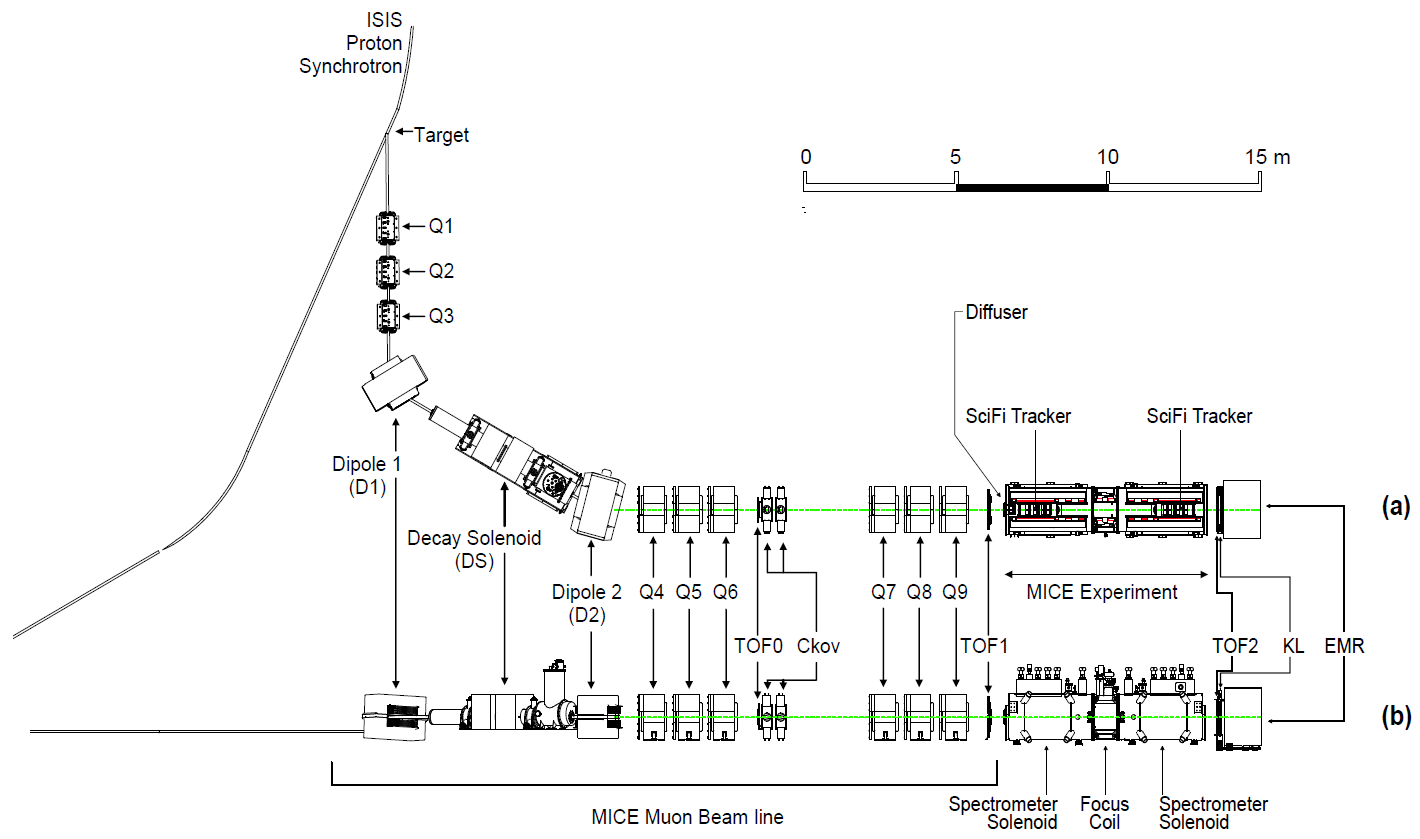 ISIS
Proton
Synchrotron
Target
0 5 10 15 m
Q1
Q2
Q3
Diffuser
SciFi Tracker SciFi Tracker
Dipole 1
(D1)
(a)
Decay Solenoid
(DS)
Dipole 2
(D2)
Q4 Q5 Q6 Q7 Q8 Q9 MICE Experiment
TOF0 Ckov TOF1 TOF2 KL EMR
(b)
MICE Muon Beam line
Spectrometer
Solenoid
Focus
Coil
Spectrometer
Solenoid